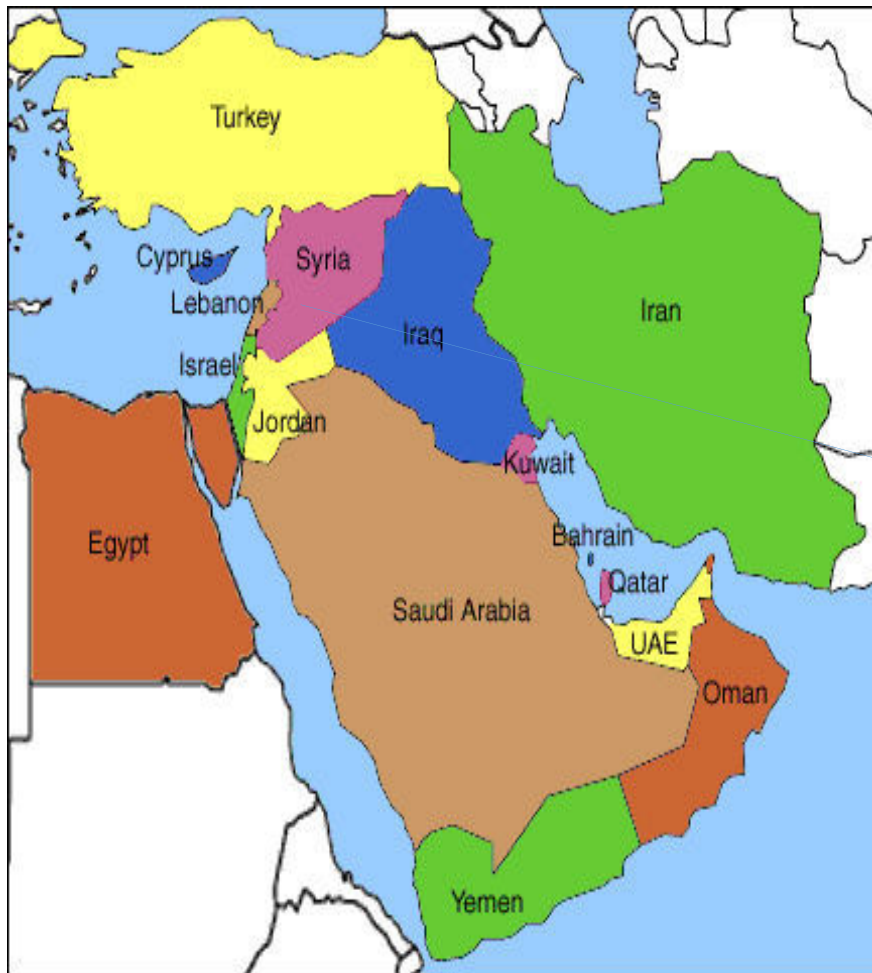 Turkey
Cyprus
Syria
Lebanon
Iran
Iraq
Israel
Jordan
Kuwait
Bahrain
Egypt
Qatar
Saudi Arabia
UAE
Oman
Yemen